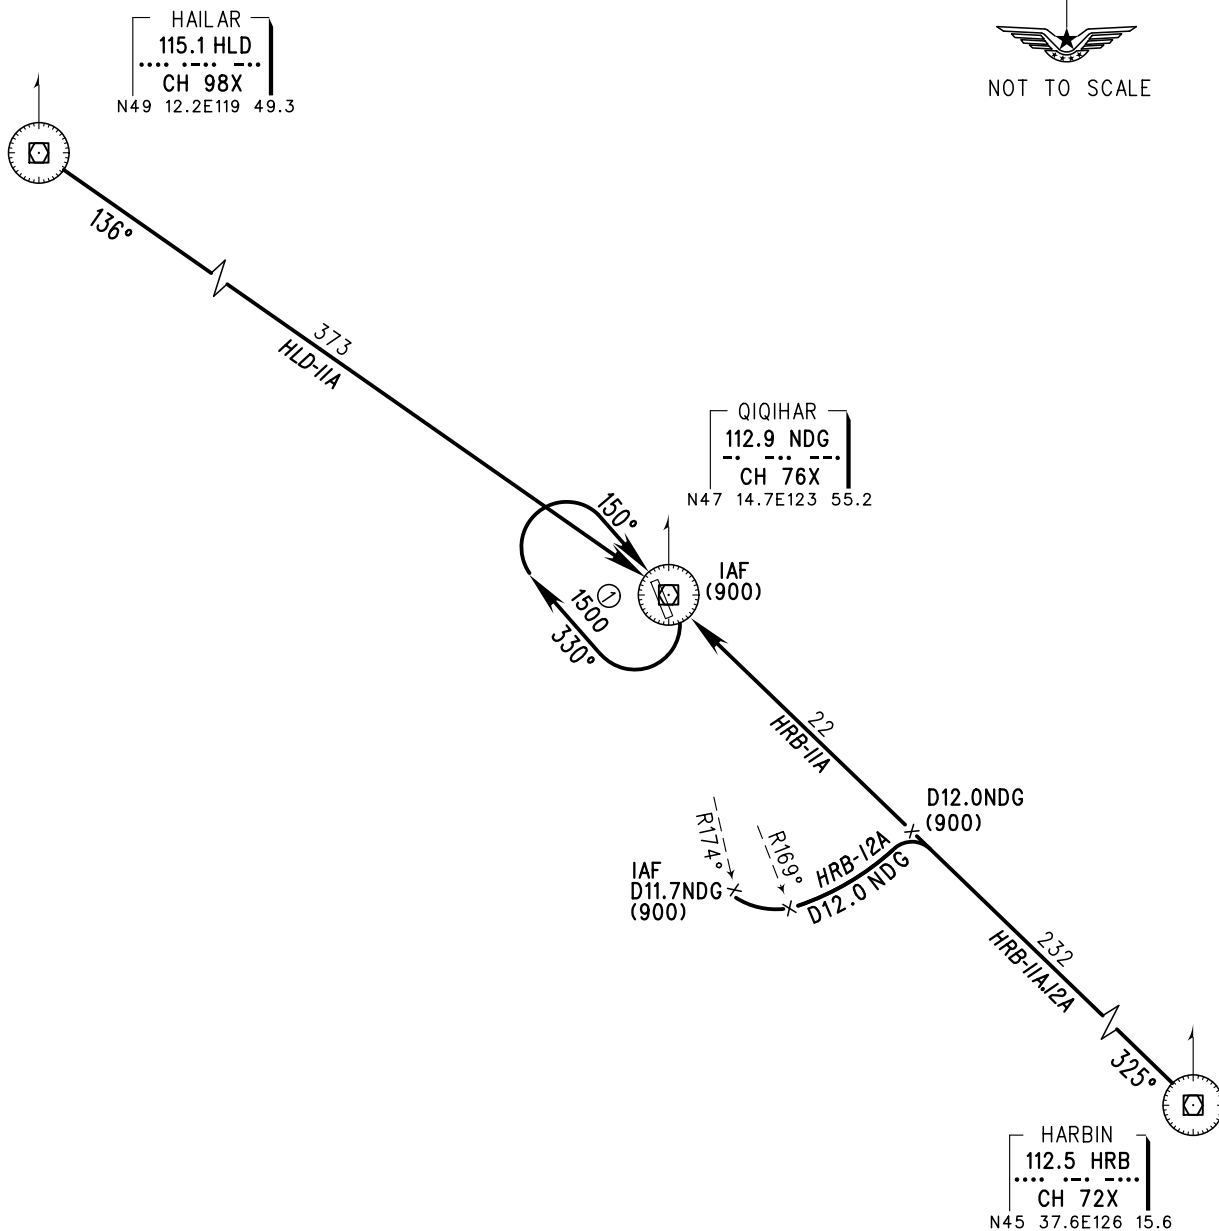 HAILAR
115.1 HLD
CH 98X
N49 12.2E119 49.3
NOT TO SCALE
136°
373
HLD-11A
QIQIHAR
112.9 NDG
CH 76X
N47 14.7E123 55.2
150°
IAF
(900)
1
1500
330°
22
HRB-11A
D12.0NDG
(900)
R174°
R169°
HRB-12A
D12.0 NDG
IAF
D11.7NDG
(900)
232
HRB-11A,12A
325°
HARBIN
112.5 HRB
CH 72X
N45 37.6E126 15.6